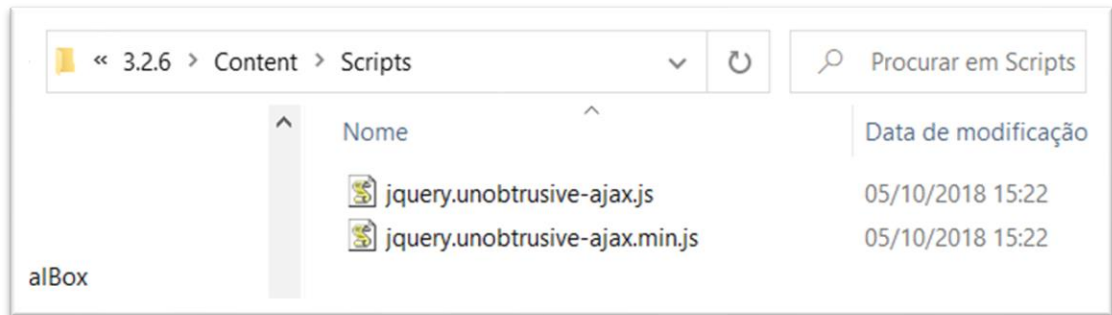 « 3.2.6 > Content > Scripts
Procurar em Scripts
Nome
Data de modificação
jquery.unobtrusive-ajax.js
05/10/2018 15:22
jquery.unobtrusive-ajax.min.js
05/10/2018 15:22
alBox